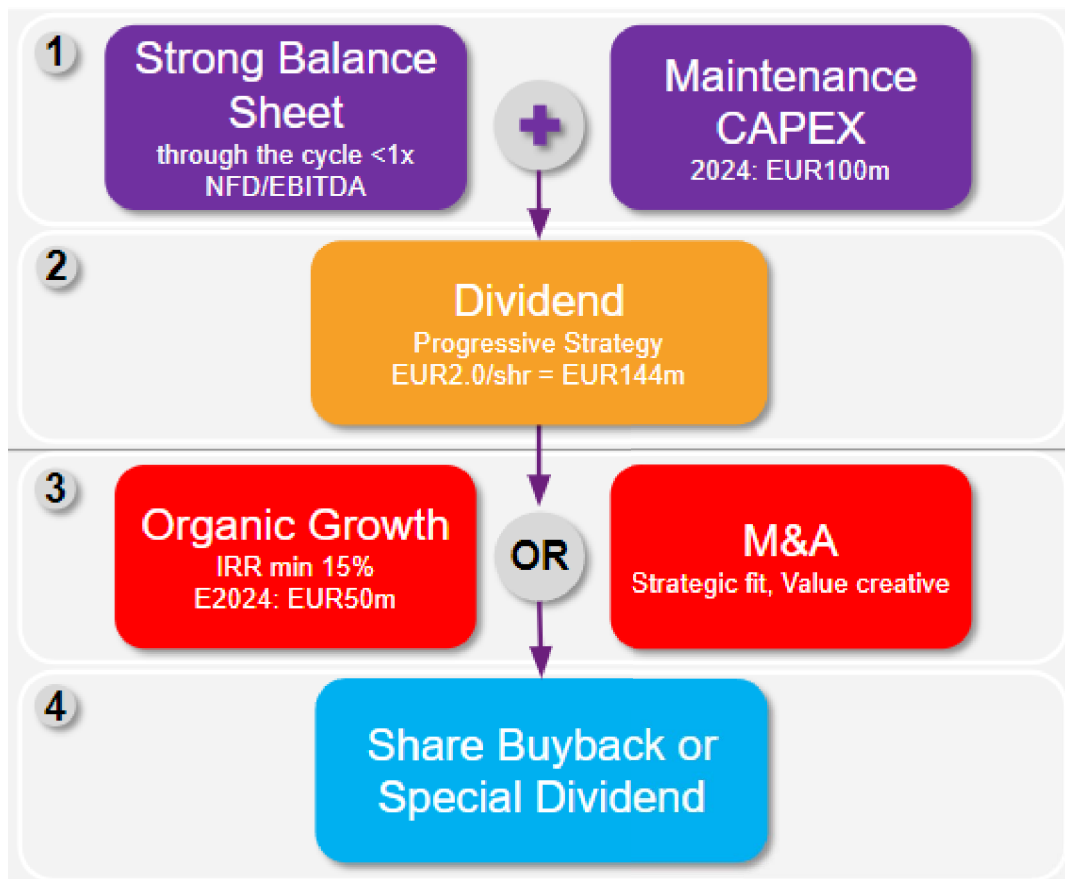 1
Strong Balance
Sheet
through the cycle <1x
NFD/EBITDA
Maintenance
CAPEX
2024: EUR100m
2
Dividend
Progressive Strategy
EUR2.0/shr = EUR144m
3
Organic Growth
IRR min 15%
E2024: EUR50m
OR
M&A
Strategic fit, Value creative
4
Share Buyback or
Special Dividend